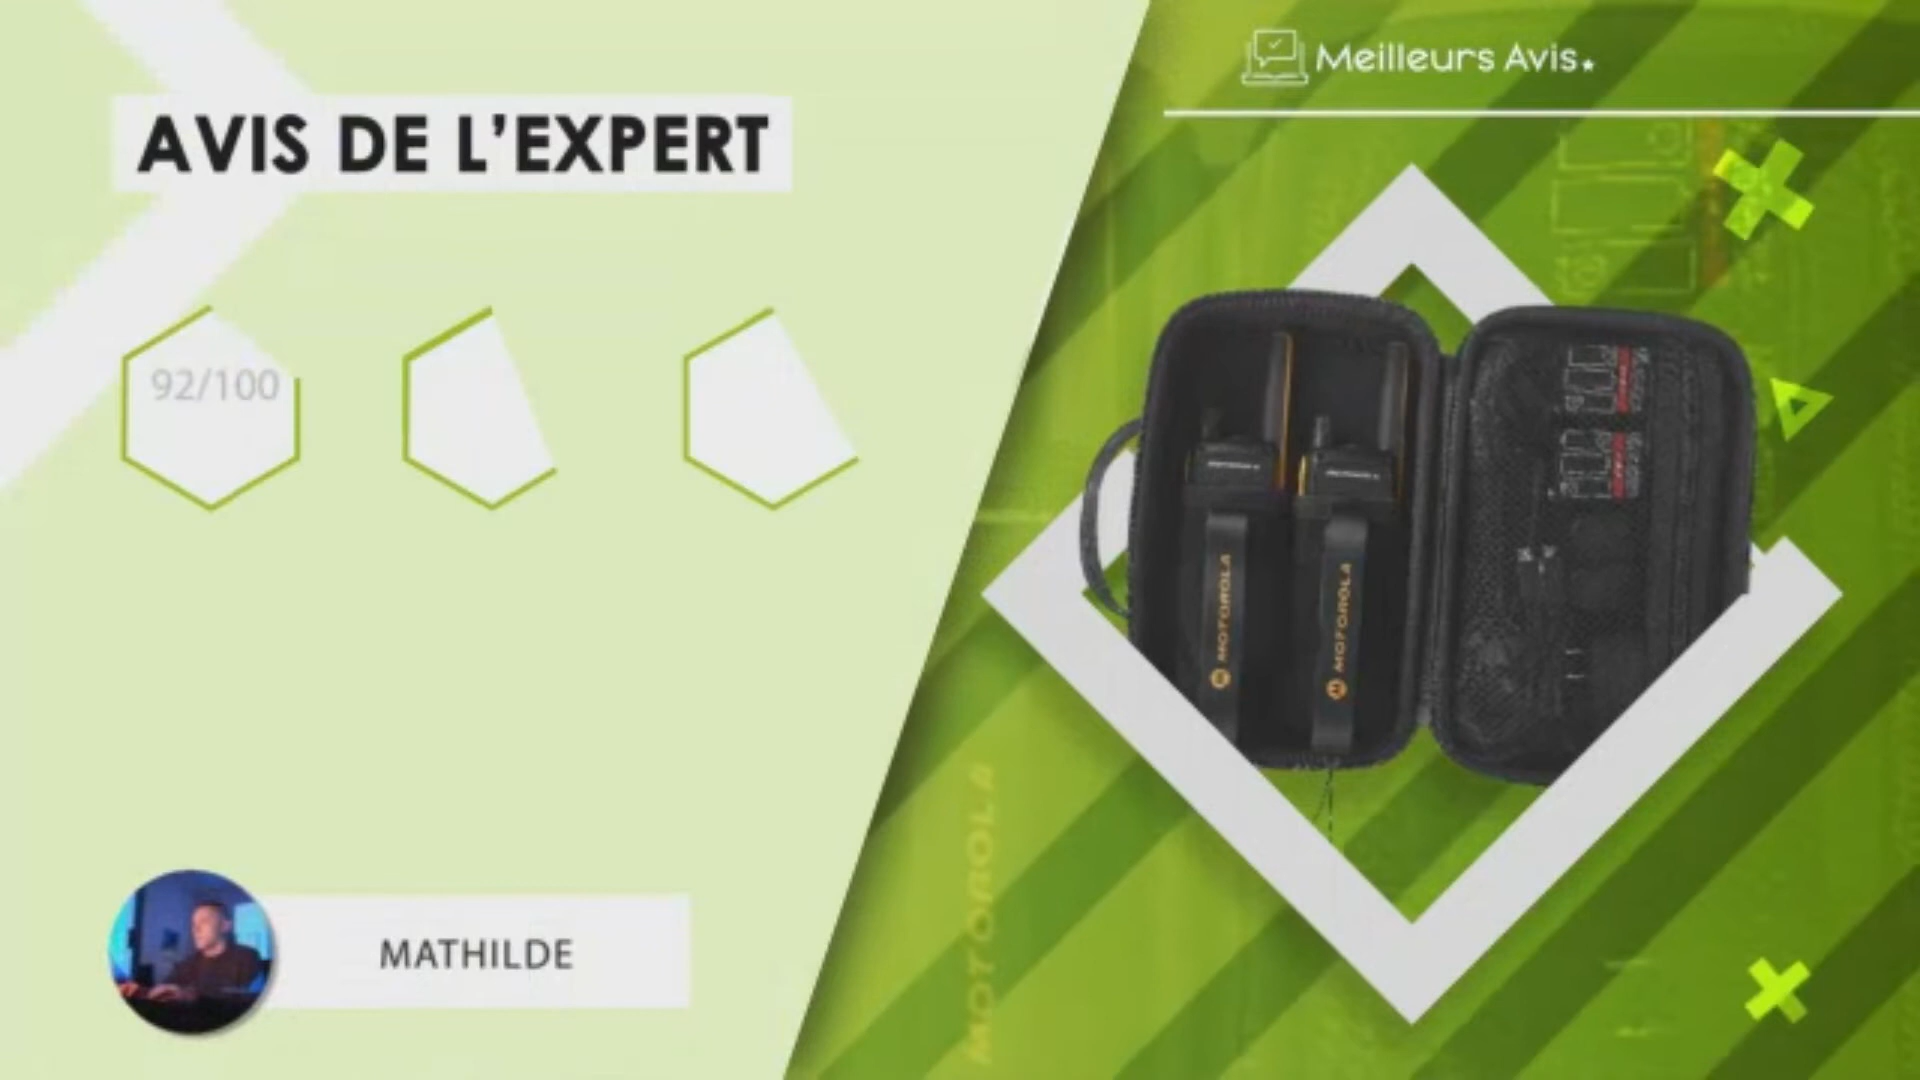 Meilleurs Avis.
AVIS DE L'EXPERT
92/100
MOTOROLA
MOTOROLA
MOTOROLA
MATHILDE